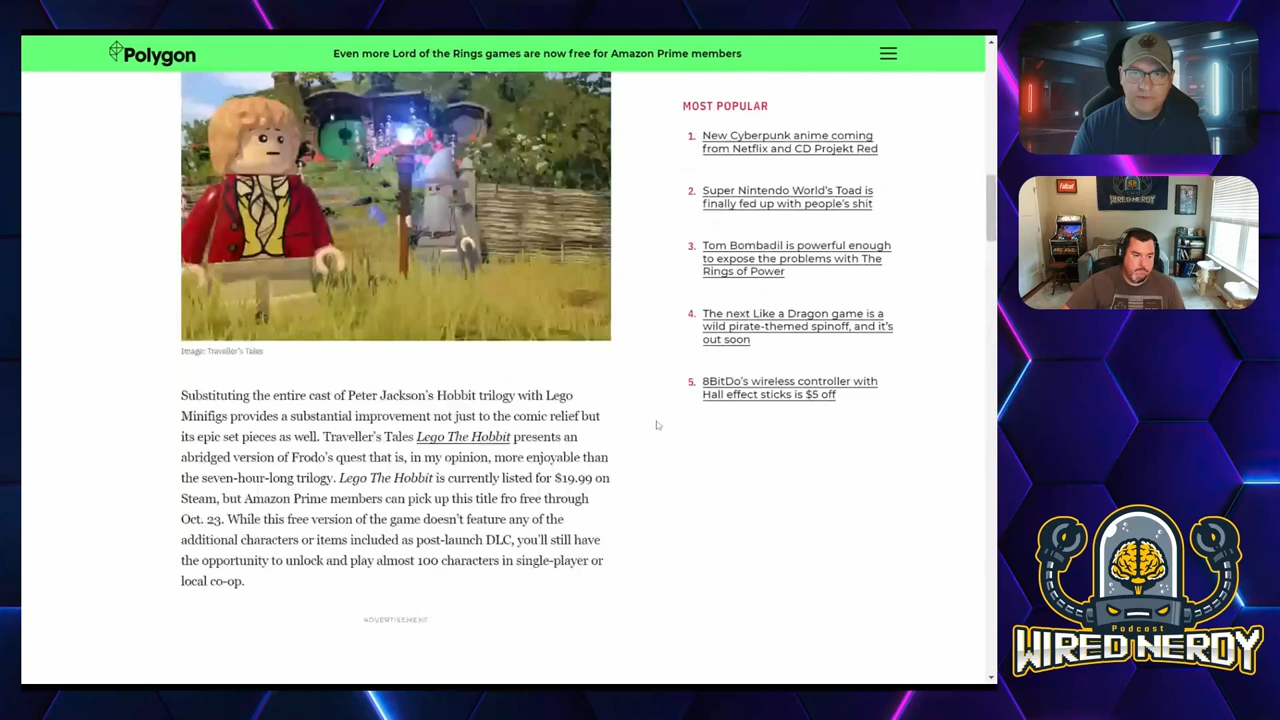 Polygon
Even more Lord of the Rings games are now free for Amazon Prime members
Image: Traveller's Tales
Substituting the entire cast of Peter Jackson's Hobbit trilogy with Lego
Minifigs provides a substantial improvement not just to the comic relief but
its epic set pieces as well. Traveller's Tales Lego The Hobbit presents an
abridged version of Frodo's quest that is, in my opinion, more enjoyable than
the seven-hour-long trilogy. Lego The Hobbit is currently listed for $19.99 on
Steam, but Amazon Prime members can pick up this title fro free through
Oct. 23. While this free version of the game doesn't feature any of the
additional characters or items included as post-launch DLC, you'll still have
the opportunity to unlock and play almost 100 characters in single-player or
local co-op.
ADVERTISEMENT
MOST POPULAR
1. New Cyberpunk anime coming
from Netflix and CD Projekt Red
2. Super Nintendo World's Toad is
finally fed up with people's shit
3. Tom Bombadil is powerful enough
to expose the problems with The
Rings of Power
4. The next Like a Dragon game is a
wild pirate-themed spinoff, and it's
out soon
5. 8BitDo's wireless controller with
Hall effect sticks is $5 off
Fallout
WIRED NERDY
Podcast
WIRED NERDY